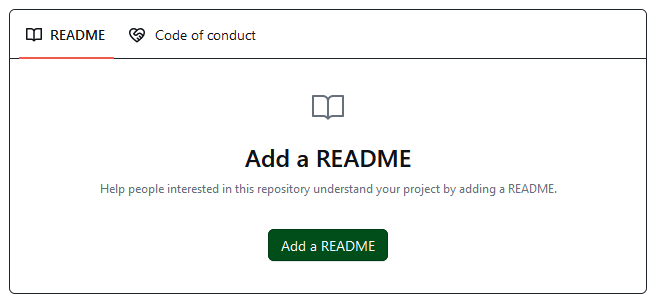 README Code of conduct
Add a README
Help people interested in this repository understand your project by adding a README.
Add a README